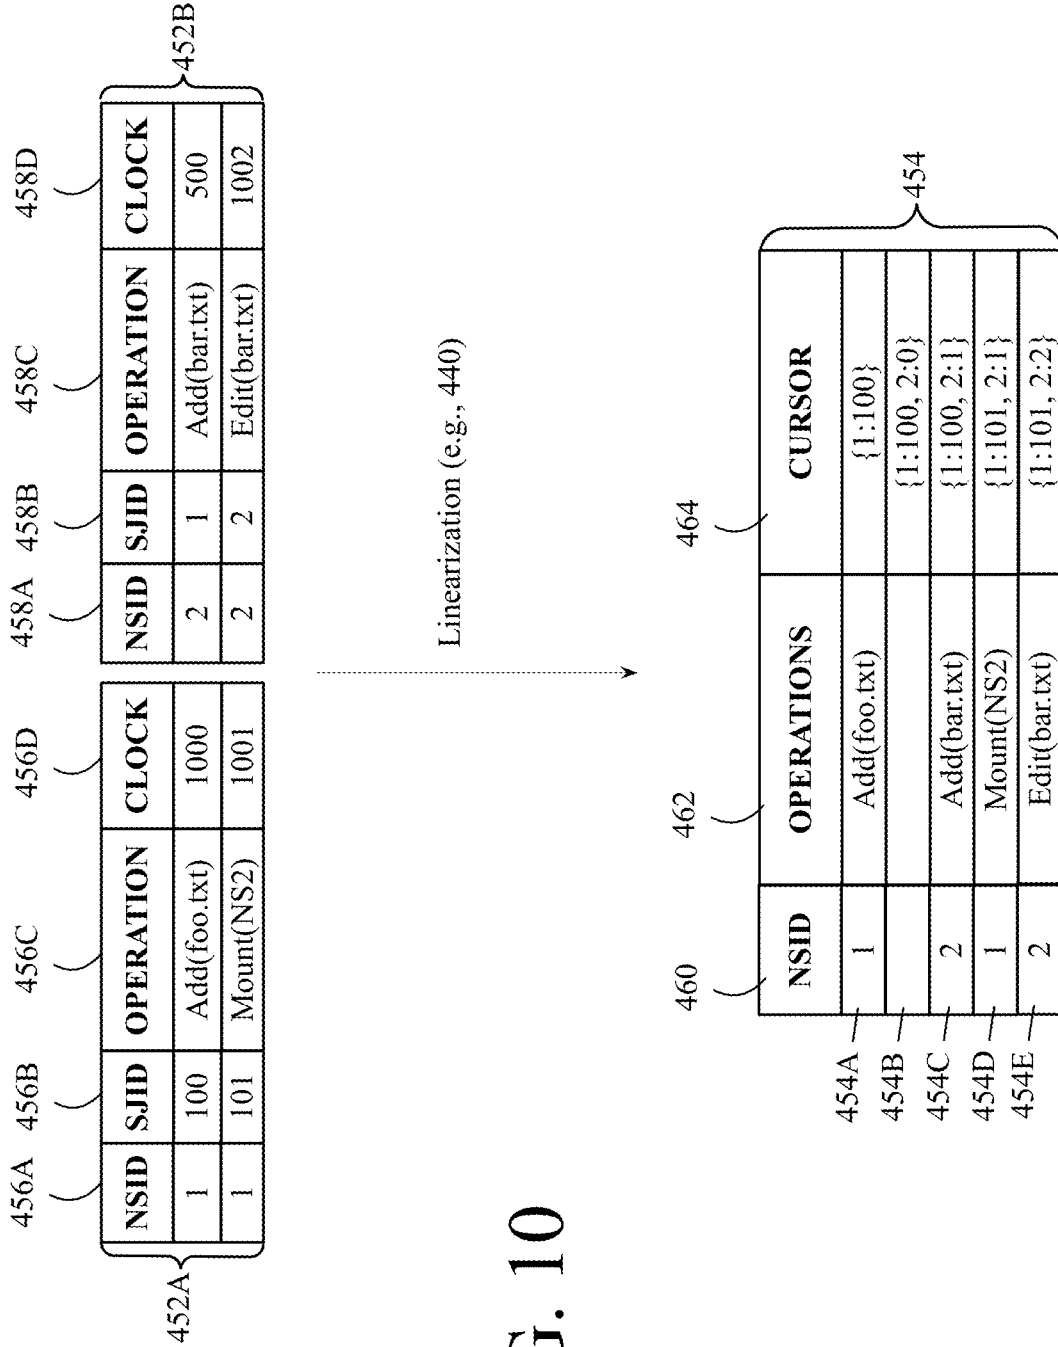 456A 456B 456C 456D 458A 458B 458C 458D
NSID SJID OPERATION CLOCK NSID SJID OPERATION CLOCK
1 100 Add(foo.txt) 1000 2 1 Add(bar.txt) 500
1 101 Mount(NS2) 1001 2 2 Edit(bar.txt) 1002
452A 452B
Linearization (e.g., 440)
G. 10
460 462 464
NSID OPERATIONS CURSOR
454A 1 Add(foo.txt) {1:100}
454B {1:100, 2:0}
454C 2 Add(bar.txt) {1:100, 2:1}
454D 1 Mount(NS2) {1:101, 2:1}
454E 2 Edit(bar.txt) {1:101, 2:2}
454